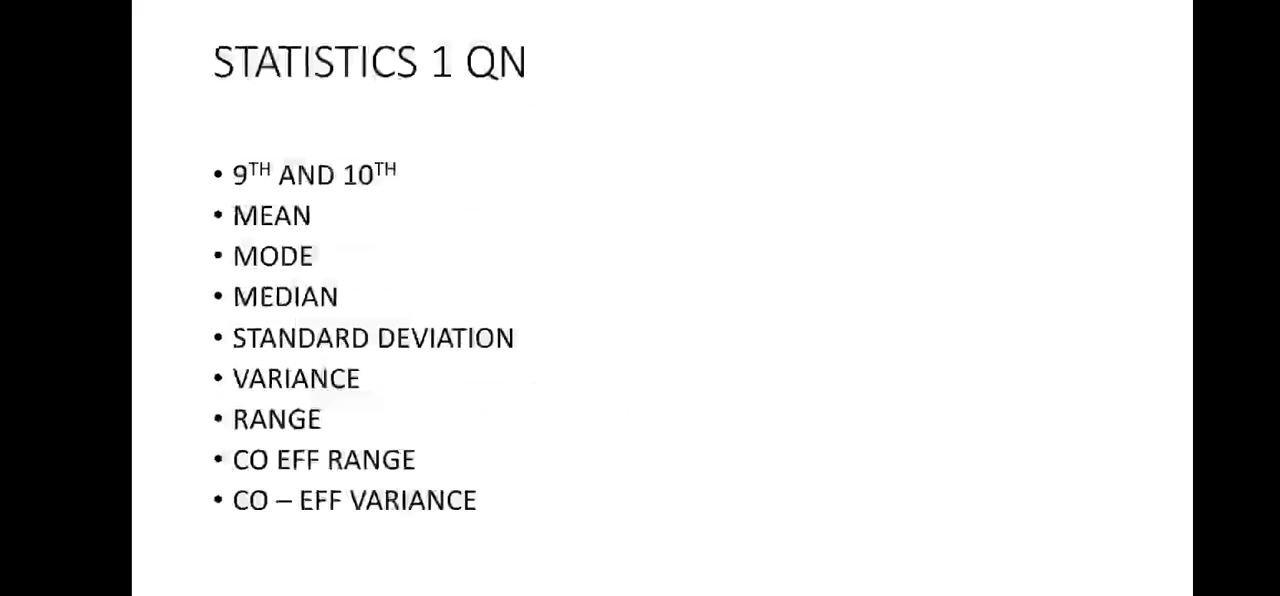 STATISTICS 1 QN
• 9TH AND 10TH
• MEAN
• MODE
• MEDIAN
• STANDARD DEVIATION
• VARIANCE
• RANGE
• CO EFF RANGE
• CO – EFF VARIANCE